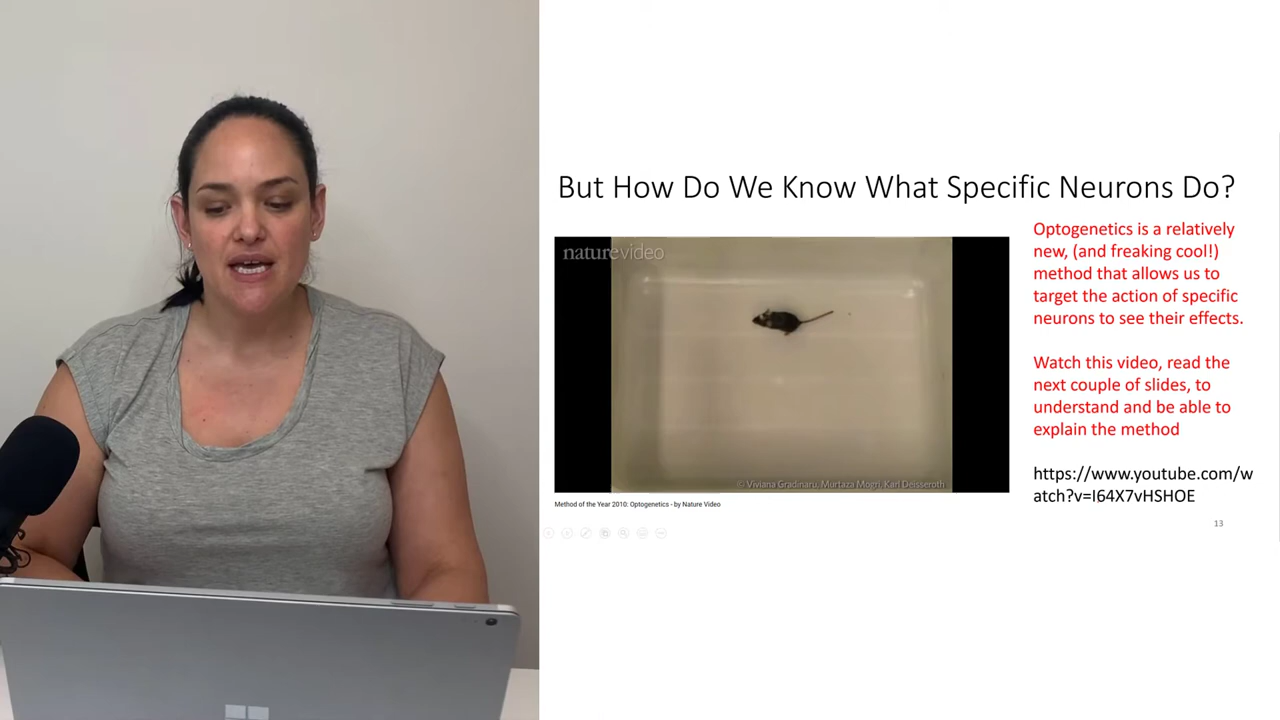 But How Do We Know What Specific Neurons Do?
Optogenetics is a relatively
new, (and freaking cool!)
method that allows us to
target the action of specific
neurons to see their effects.
Watch this video, read the
next couple of slides, to
understand and be able to
explain the method
https://www.youtube.com/w
atch?v=I64X7vHSHOE
naturevideo
© Viviana Gradinaru, Murtaza Mogri, Karl Deisseroth
Method of the Year 2010: Optogenetics - by Nature Video
13